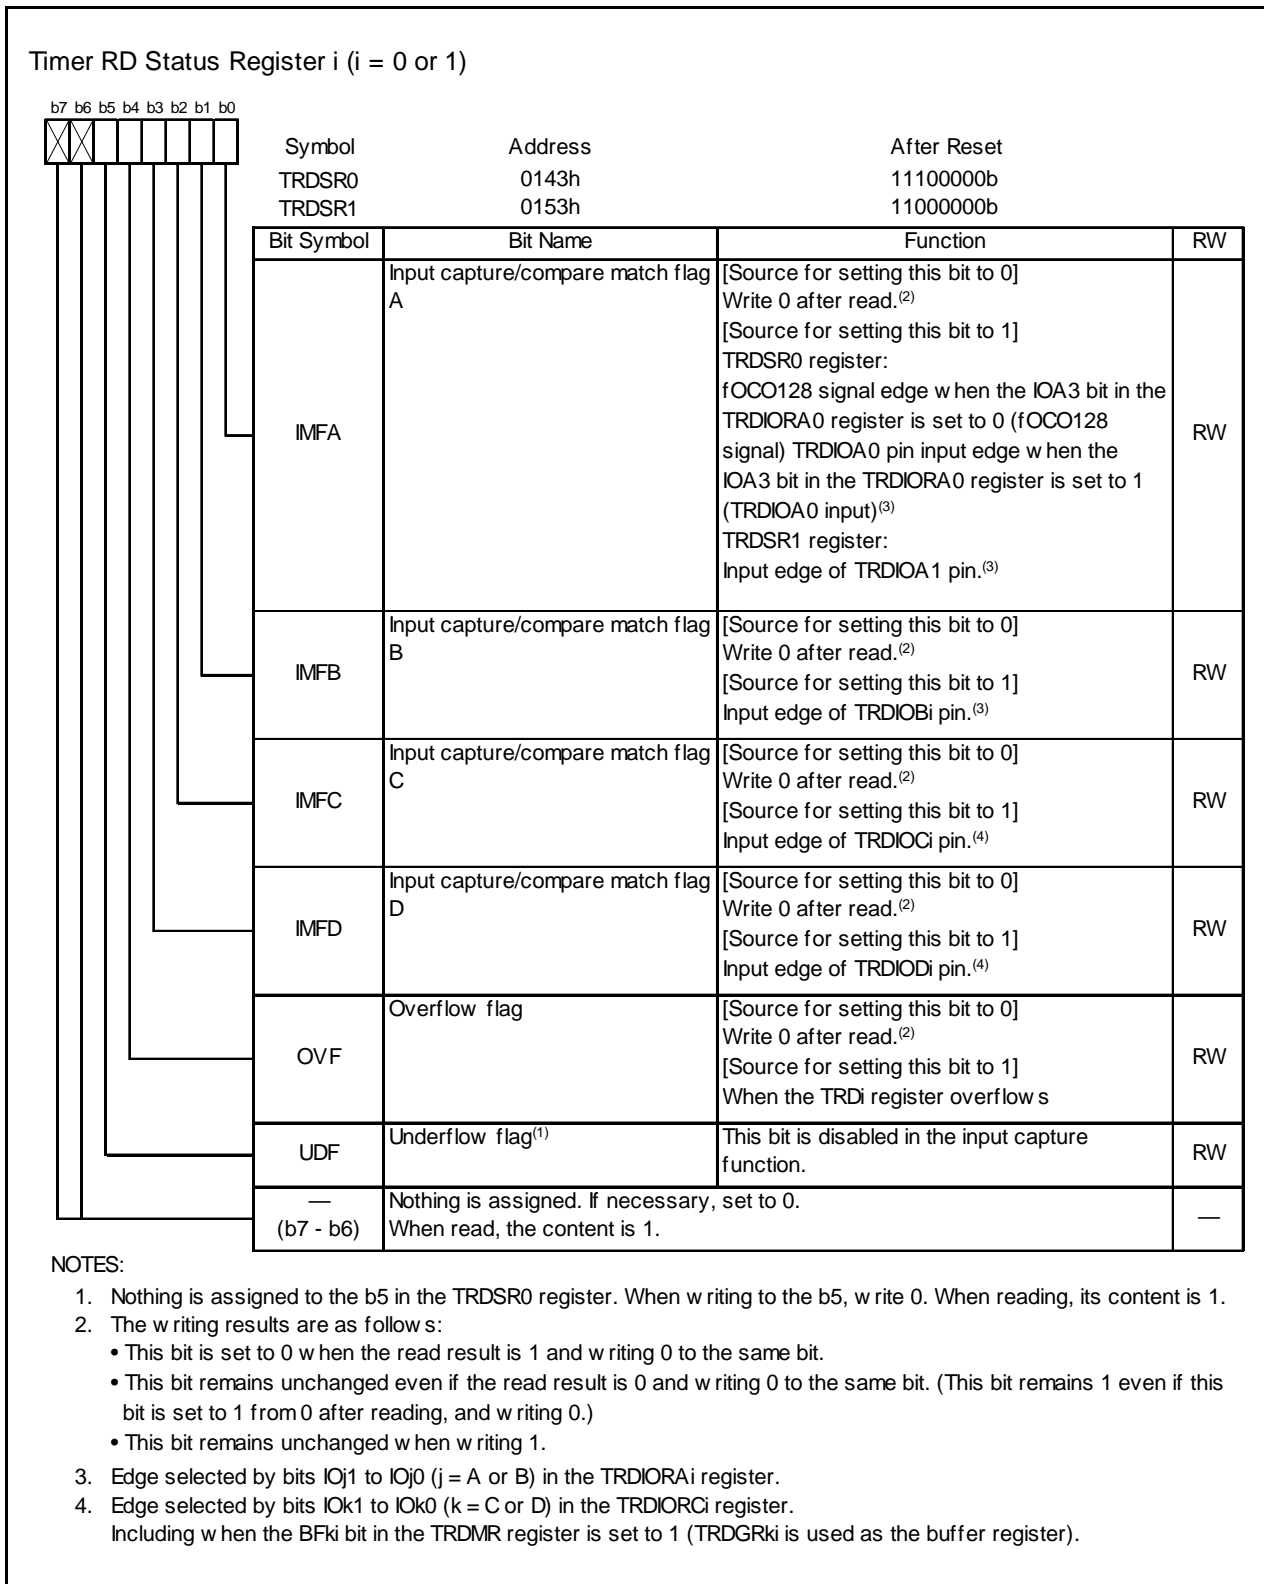 Timer RD Status Register i (i = 0 or 1)
b7 b6 b5 b4 b3 b2 b1 b0
Symbol Address After Reset
TRDSR0 0143h 11100000b
TRDSR1 0153h 11000000b
Bit Symbol Bit Name Function RW
IMFA
Input capture/compare match flag
A
[Source for setting this bit to 0]
Write 0 after read.(2)
[Source for setting this bit to 1]
TRDSR0 register:
fOCO128 signal edge when the IOA3 bit in the
TRDIORA0 register is set to 0 (fOCO128
signal) TRDIOA0 pin input edge when the
IOA3 bit in the TRDIORA0 register is set to 1
(TRDIOA0 input)(3)
TRDSR1 register:
Input edge of TRDIOA1 pin.(3)
RW
IMFB
Input capture/compare match flag
B
[Source for setting this bit to 0]
Write 0 after read.(2)
[Source for setting this bit to 1]
Input edge of TRDIOBi pin.(3)
RW
IMFC
Input capture/compare match flag
C
[Source for setting this bit to 0]
Write 0 after read.(2)
[Source for setting this bit to 1]
Input edge of TRDIOCi pin.(4)
RW
IMFD
Input capture/compare match flag
D
[Source for setting this bit to 0]
Write 0 after read.(2)
[Source for setting this bit to 1]
Input edge of TRDIODi pin.(4)
RW
OVF
Overflow flag
[Source for setting this bit to 0]
Write 0 after read.(2)
[Source for setting this bit to 1]
When the TRDi register overflows
RW
UDF
Underflow flag(1)
This bit is disabled in the input capture
function.
RW
—
(b7 - b6)
Nothing is assigned. If necessary, set to 0.
When read, the content is 1.
—
NOTES:
1. Nothing is assigned to the b5 in the TRDSR0 register. When writing to the b5, write 0. When reading, its content is 1.
2. The writing results are as follows:
• This bit is set to 0 when the read result is 1 and writing 0 to the same bit.
• This bit remains unchanged even if the read result is 0 and writing 0 to the same bit. (This bit remains 1 even if this
bit is set to 1 from 0 after reading, and writing 0.)
• This bit remains unchanged when writing 1.
3. Edge selected by bits IOj1 to IOj0 (j = A or B) in the TRDIORAi register.
4. Edge selected by bits IOk1 to IOk0 (k = C or D) in the TRDIORCi register.
Including when the BFki bit in the TRDMR register is set to 1 (TRDGRki is used as the buffer register).